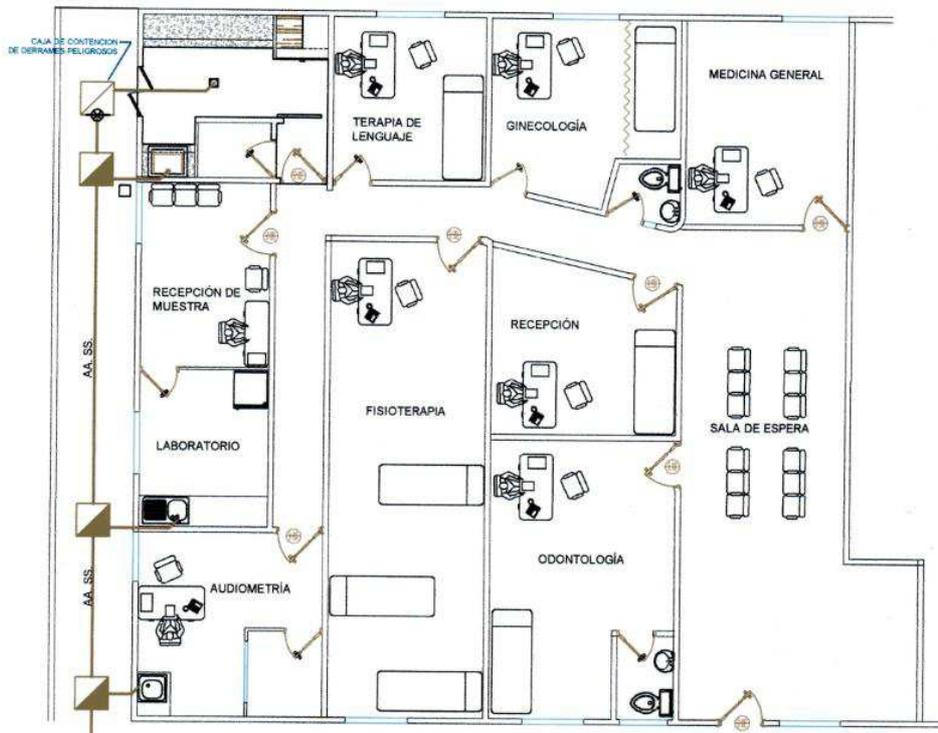 CAJA DE CONTENCION
DE DERRAMES PELIGROSOS
TERAPIA DE
LENGUAJE
GINECOLOGÍA
MEDICINA GENERAL
RECEPCIÓN DE
MUESTRA
RECEPCIÓN
AA. SS.
FISIOTERAPIA
SALA DE ESPERA
LABORATORIO
ODONTOLOGÍA
AUDIOMETRÍA
AA. SS.